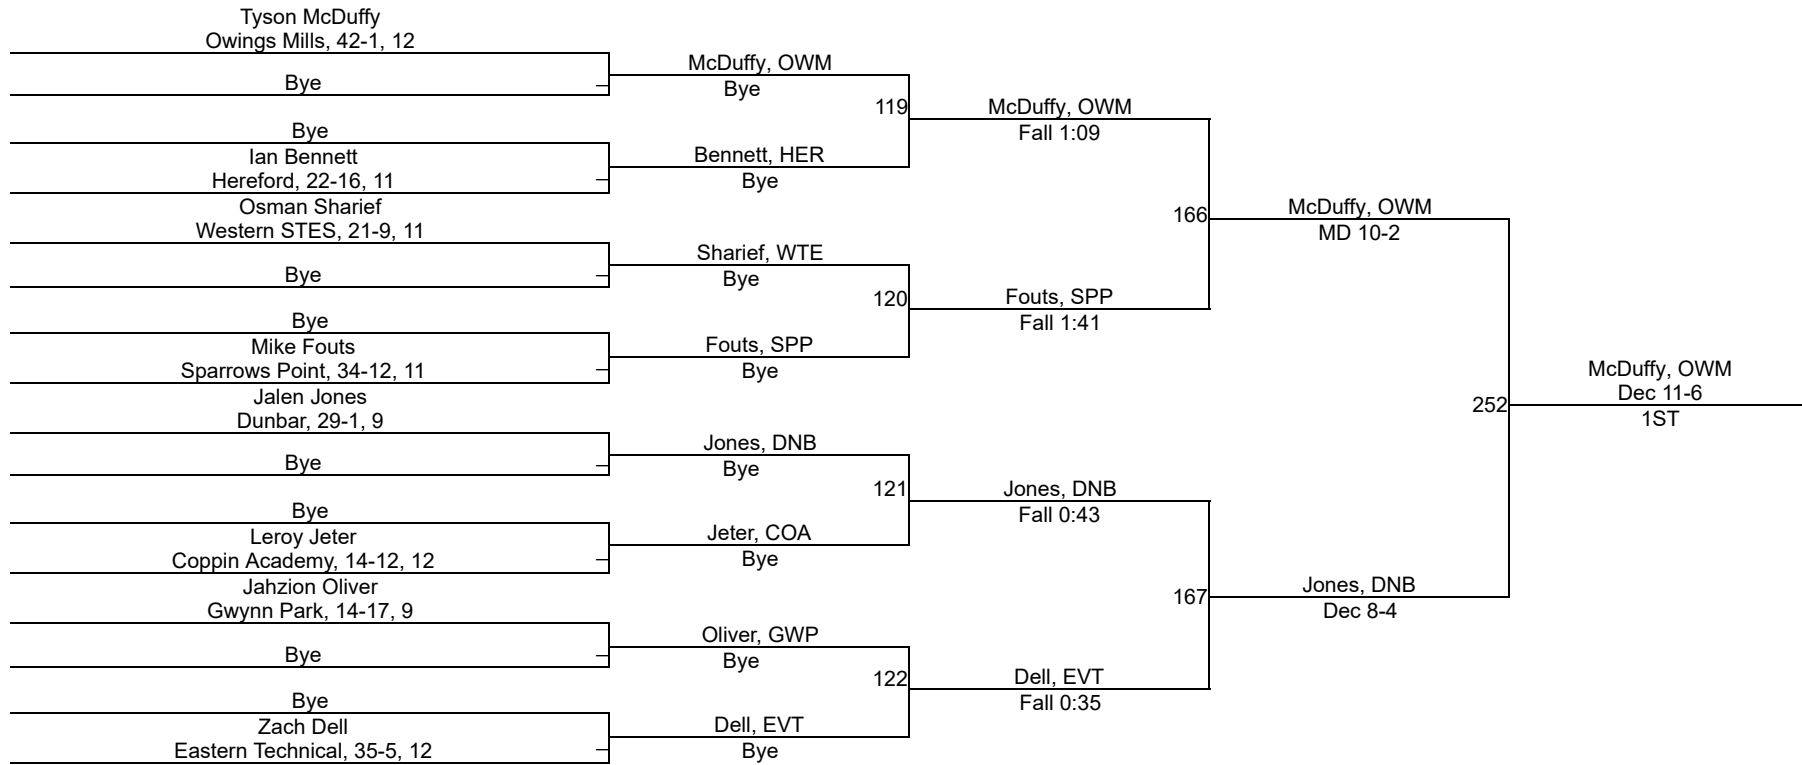 Tyson McDuffy
Owings Mills, 42-1, 12
Bye
Bye
Ian Bennett
Hereford, 22-16, 11
Osman Sharief
Western STES, 21-9, 11
Bye
Bye
Mike Fouts
Sparrows Point, 34-12, 11
Jalen Jones
Dunbar, 29-1, 9
Bye
Bye
Leroy Jeter
Coppin Academy, 14-12, 12
Jahzion Oliver
Gwynn Park, 14-17, 9
Bye
Bye
Zach Dell
Eastern Technical, 35-5, 12
McDuffy, OWM
Bye
119
Bennett, HER
Bye
Sharief, WTE
Bye
120
Fouts, SPP
Bye
Jones, DNB
Bye
121
Jeter, COA
Bye
Oliver, GWP
Bye
122
Dell, EVT
Bye
McDuffy, OWM
Fall 1:09
166
Fouts, SPP
Fall 1:41
Jones, DNB
Fall 0:43
167
Dell, EVT
Fall 0:35
McDuffy, OWM
MD 10-2
252
Jones, DNB
Dec 8-4
McDuffy, OWM
Dec 11-6
1ST